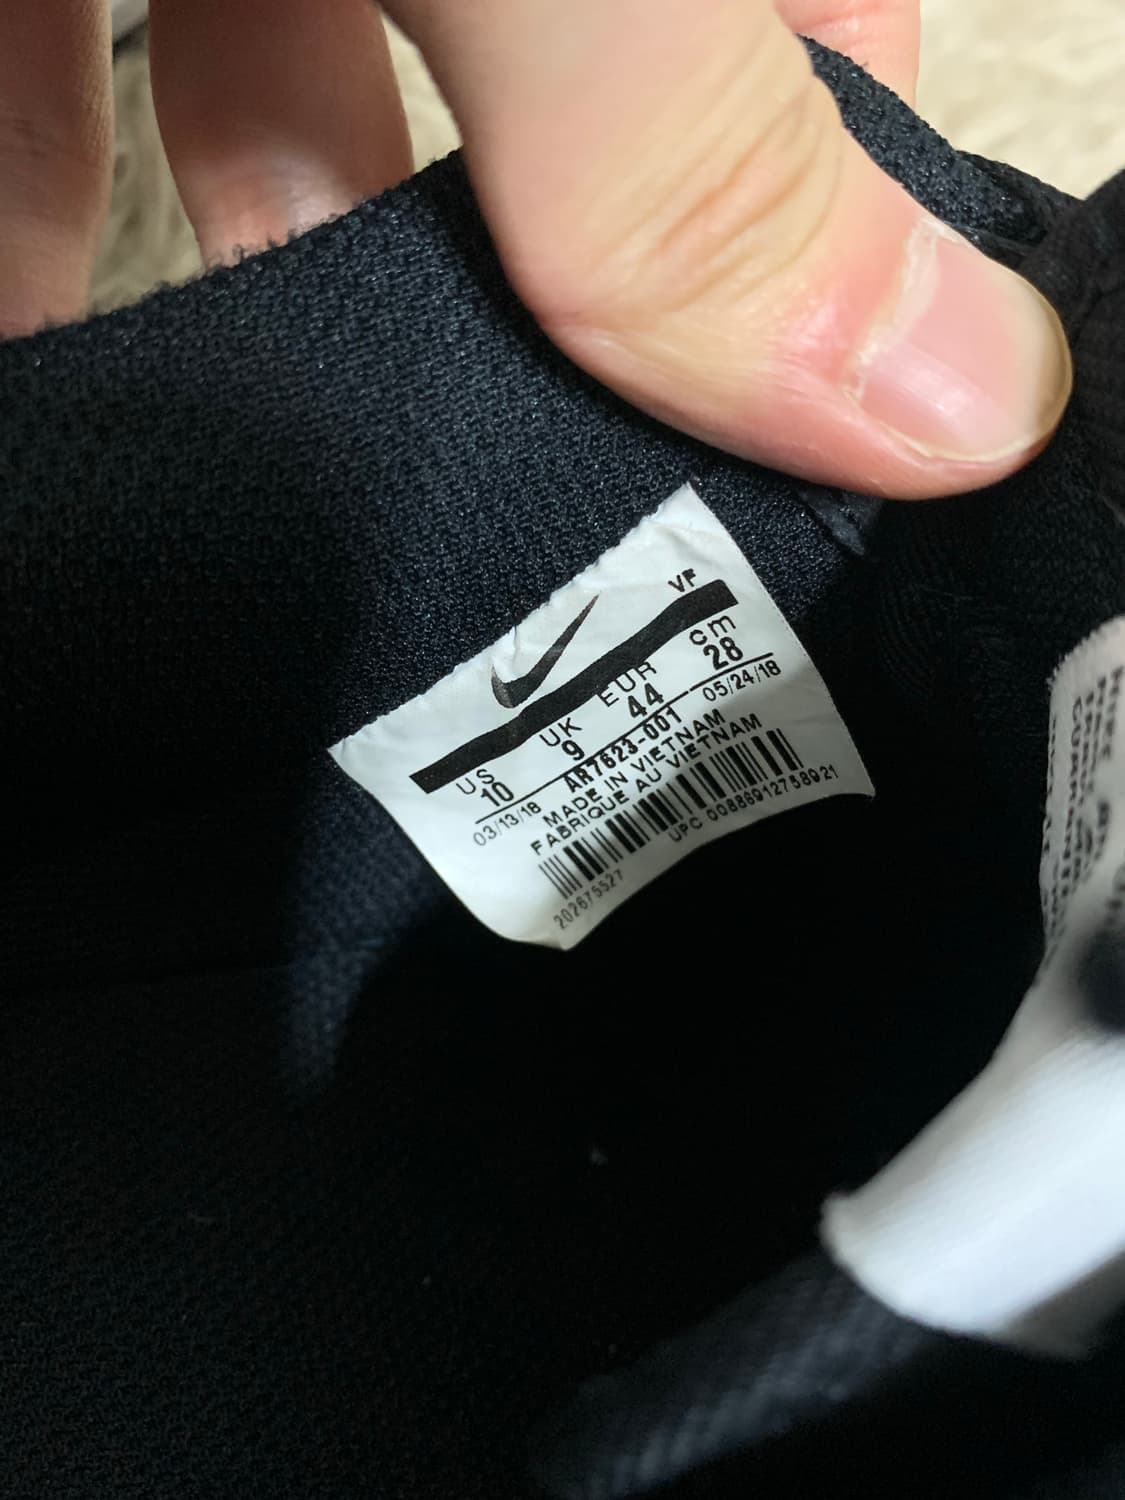 VF
US UK EUR cm
10 9 44 28
03/13/18 AR7623-001 05/24/18
MADE IN VIETNAM
FABRIQUE AU VIETNAM
202675527 UPC 00886912758921